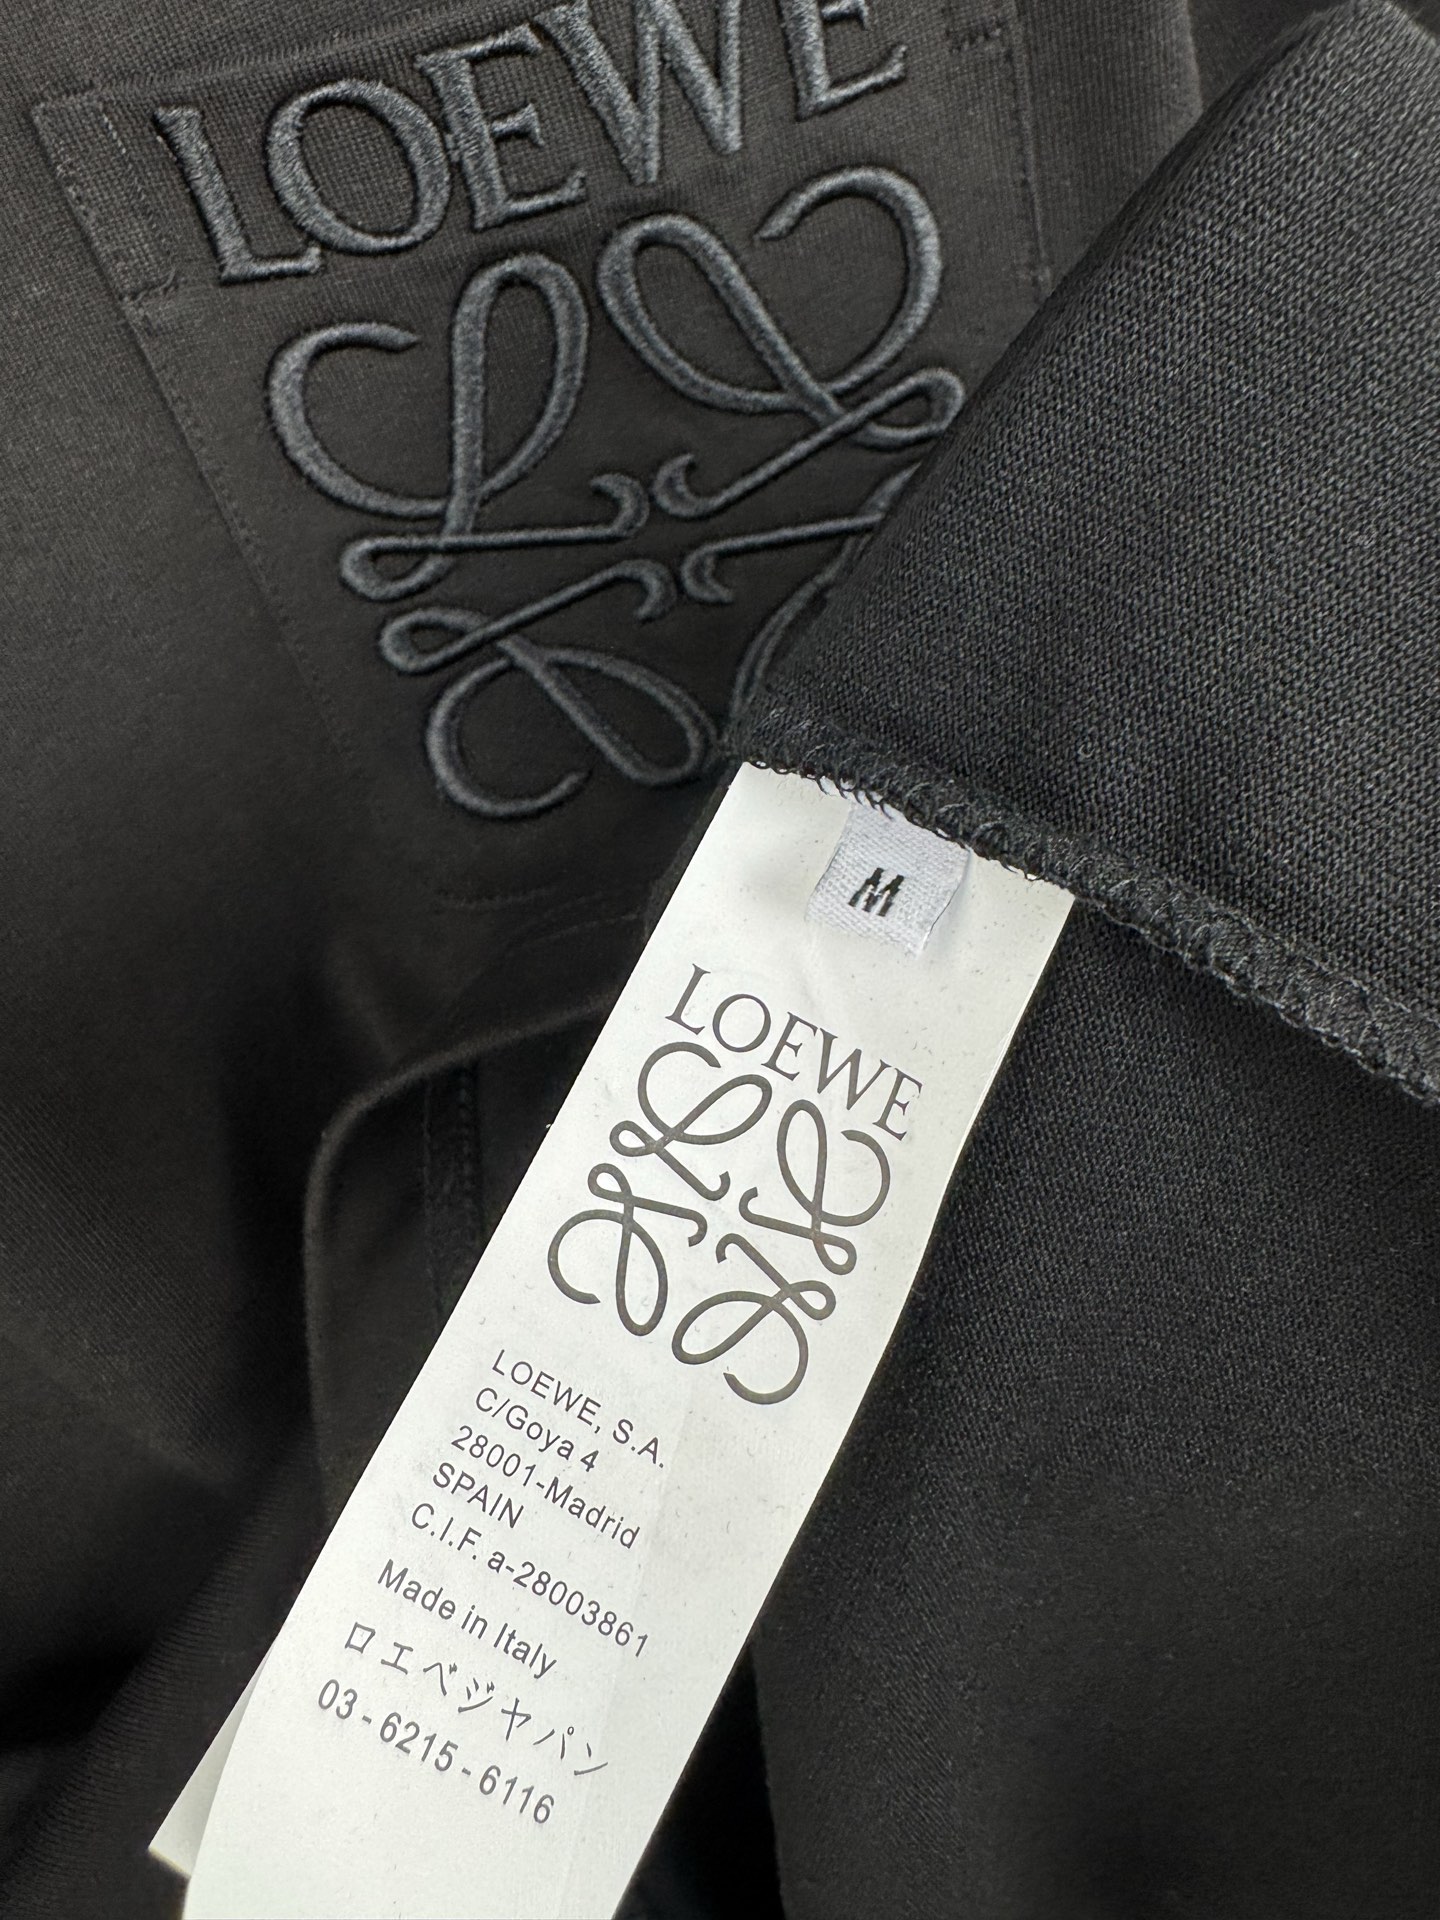 LOEWE
M
LOEWE
LOEWE, S.A.
C/Goya 4
28001-Madrid
SPAIN
C.I.F. a-28003861
Made in Italy
ロエベジヤパン
03-6215-6116